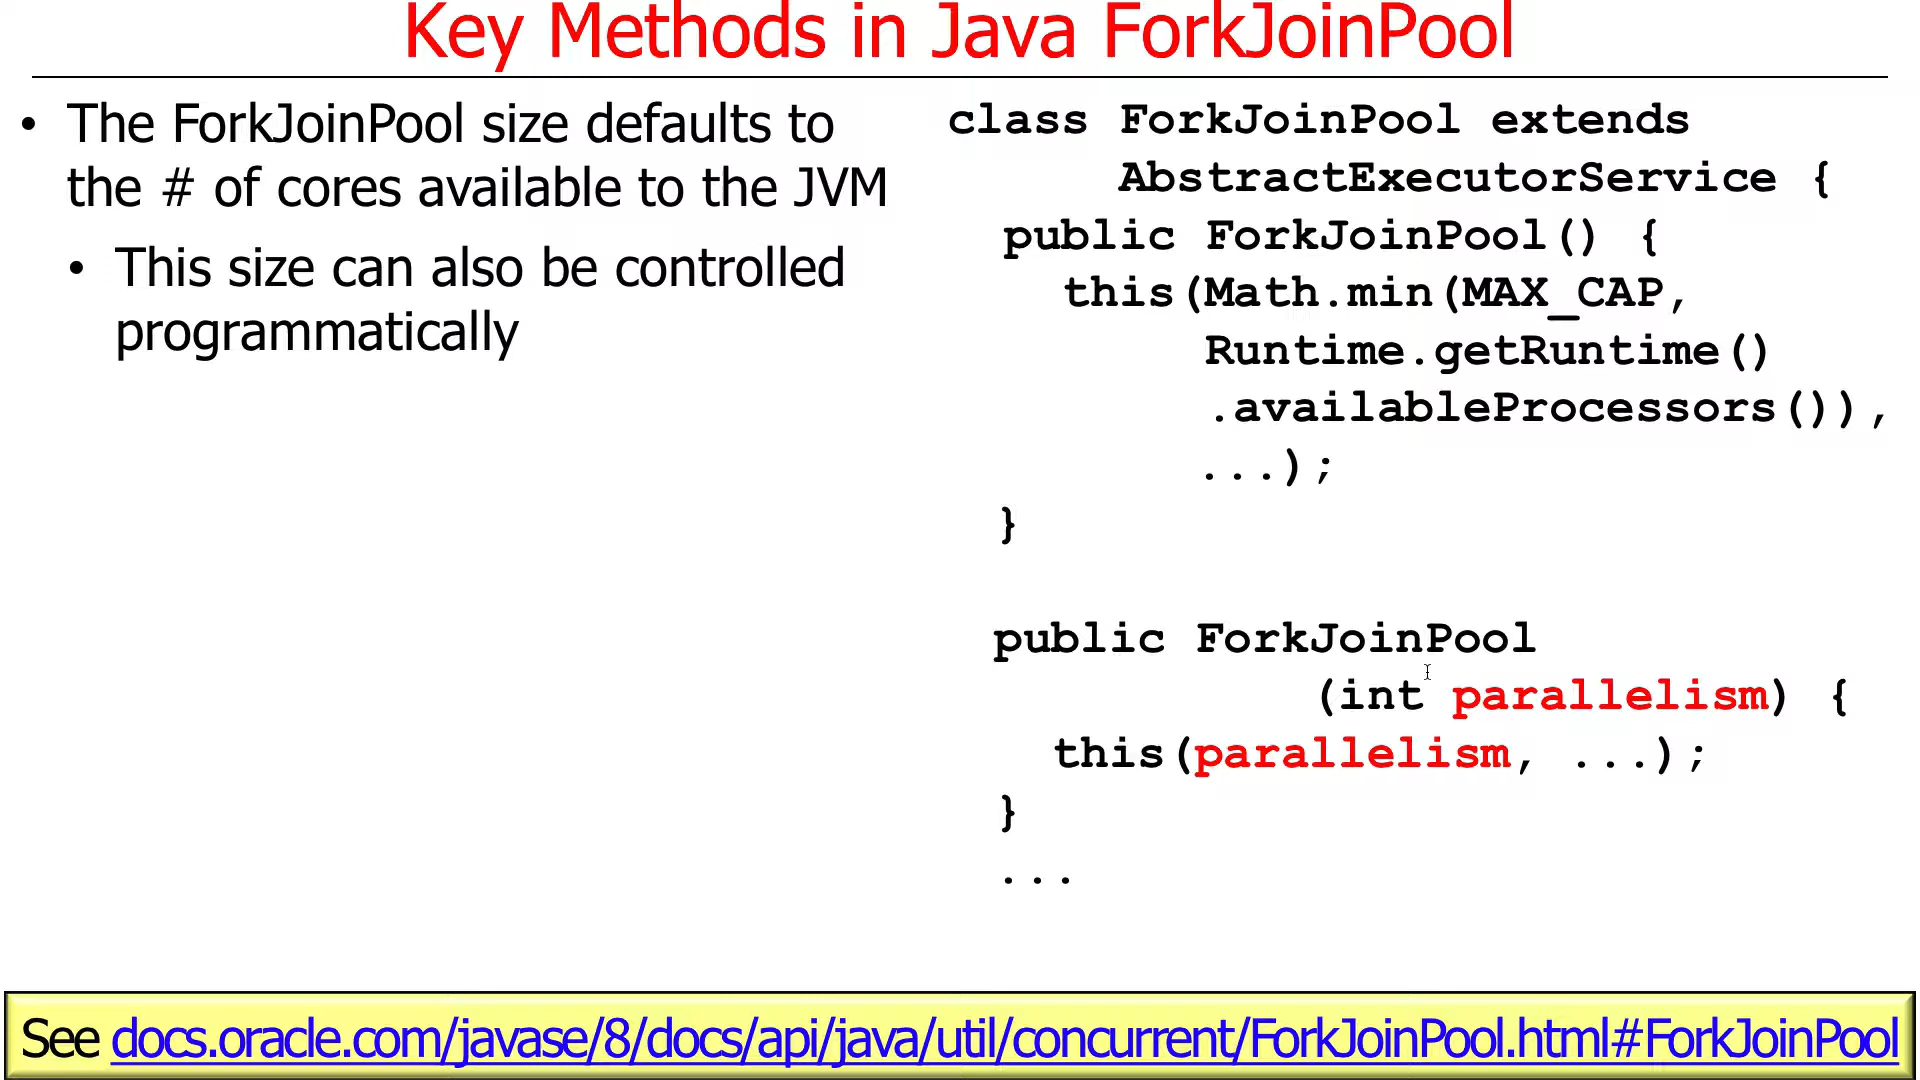 Key Methods in Java ForkJoinPool
• The ForkJoinPool size defaults to
the # of cores available to the JVM
• This size can also be controlled
programmatically
class ForkJoinPool extends
AbstractExecutorService {
public ForkJoinPool() {
this(Math.min(MAX_CAP,
Runtime.getRuntime()
.availableProcessors()),
...);
}
public ForkJoinPool
(int parallelism) {
this(parallelism, ...);
}
...
See docs.oracle.com/javase/8/docs/api/java/util/concurrent/ForkJoinPool.html#ForkJoinPool